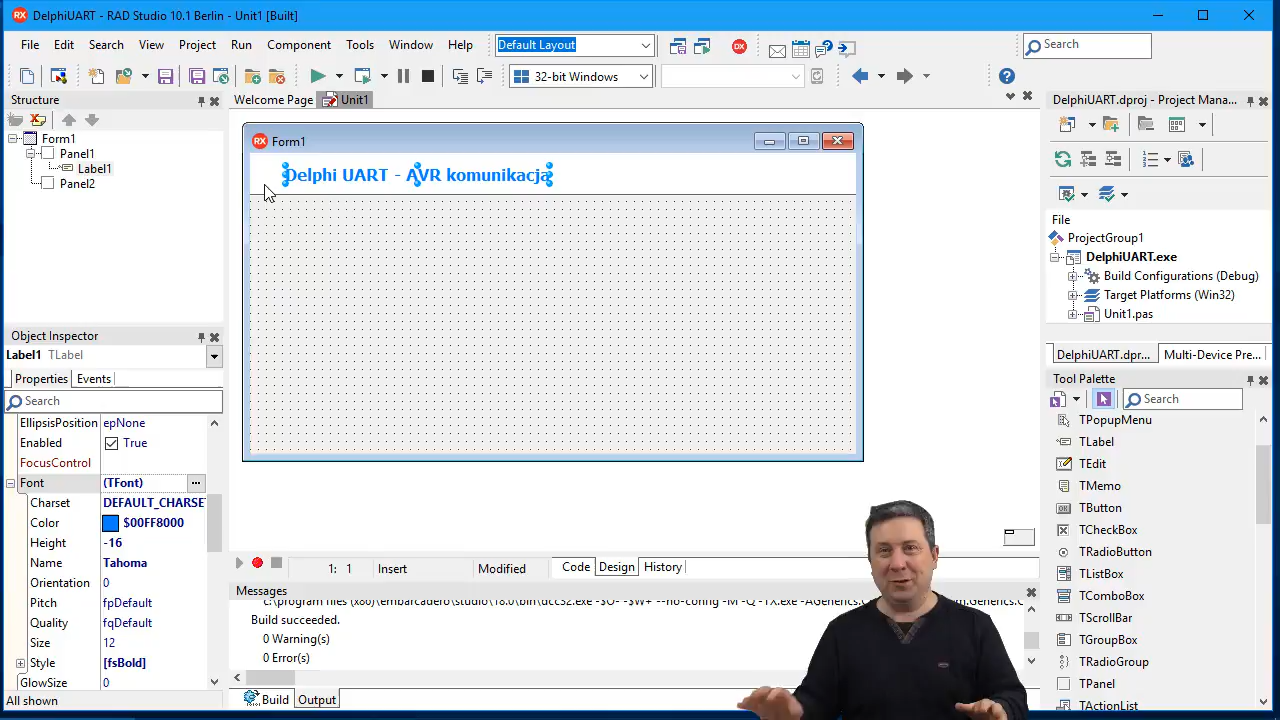 DelphiUART - RAD Studio 10.1 Berlin - Unit1 [Built]
File Edit Search View Project Run Component Tools Window Help
Default Layout
Search
32-bit Windows
Structure
Welcome Page
Unit1
DelphiUART.dproj - Project Mana...
Form1
Panel1
Label1
Panel2
Form1
Delphi UART - AVR komunikacja
File
ProjectGroup1
DelphiUART.exe
Build Configurations (Debug)
Target Platforms (Win32)
Unit1.pas
DelphiUART.dpr...
Multi-Device Pre...
Object Inspector
Label1 TLabel
Properties
Events
Search
EllipsisPosition epNone
Enabled True
FocusControl
Font (TFont)
Charset DEFAULT_CHARSET
Color $00FF8000
Height -16
Name Tahoma
Orientation 0
Pitch fpDefault
Quality fqDefault
Size 12
Style [fsBold]
GlowSize 0
All shown
Tool Palette
Search
TPopupMenu
TLabel
TEdit
TMemo
TButton
TCheckBox
TRadioButton
TListBox
TComboBox
TScrollBar
TGroupBox
TRadioGroup
TPanel
TActionList
1: 1 Insert Modified
Code Design History
Messages
Build succeeded.
0 Warning(s)
0 Error(s)
Build
Output